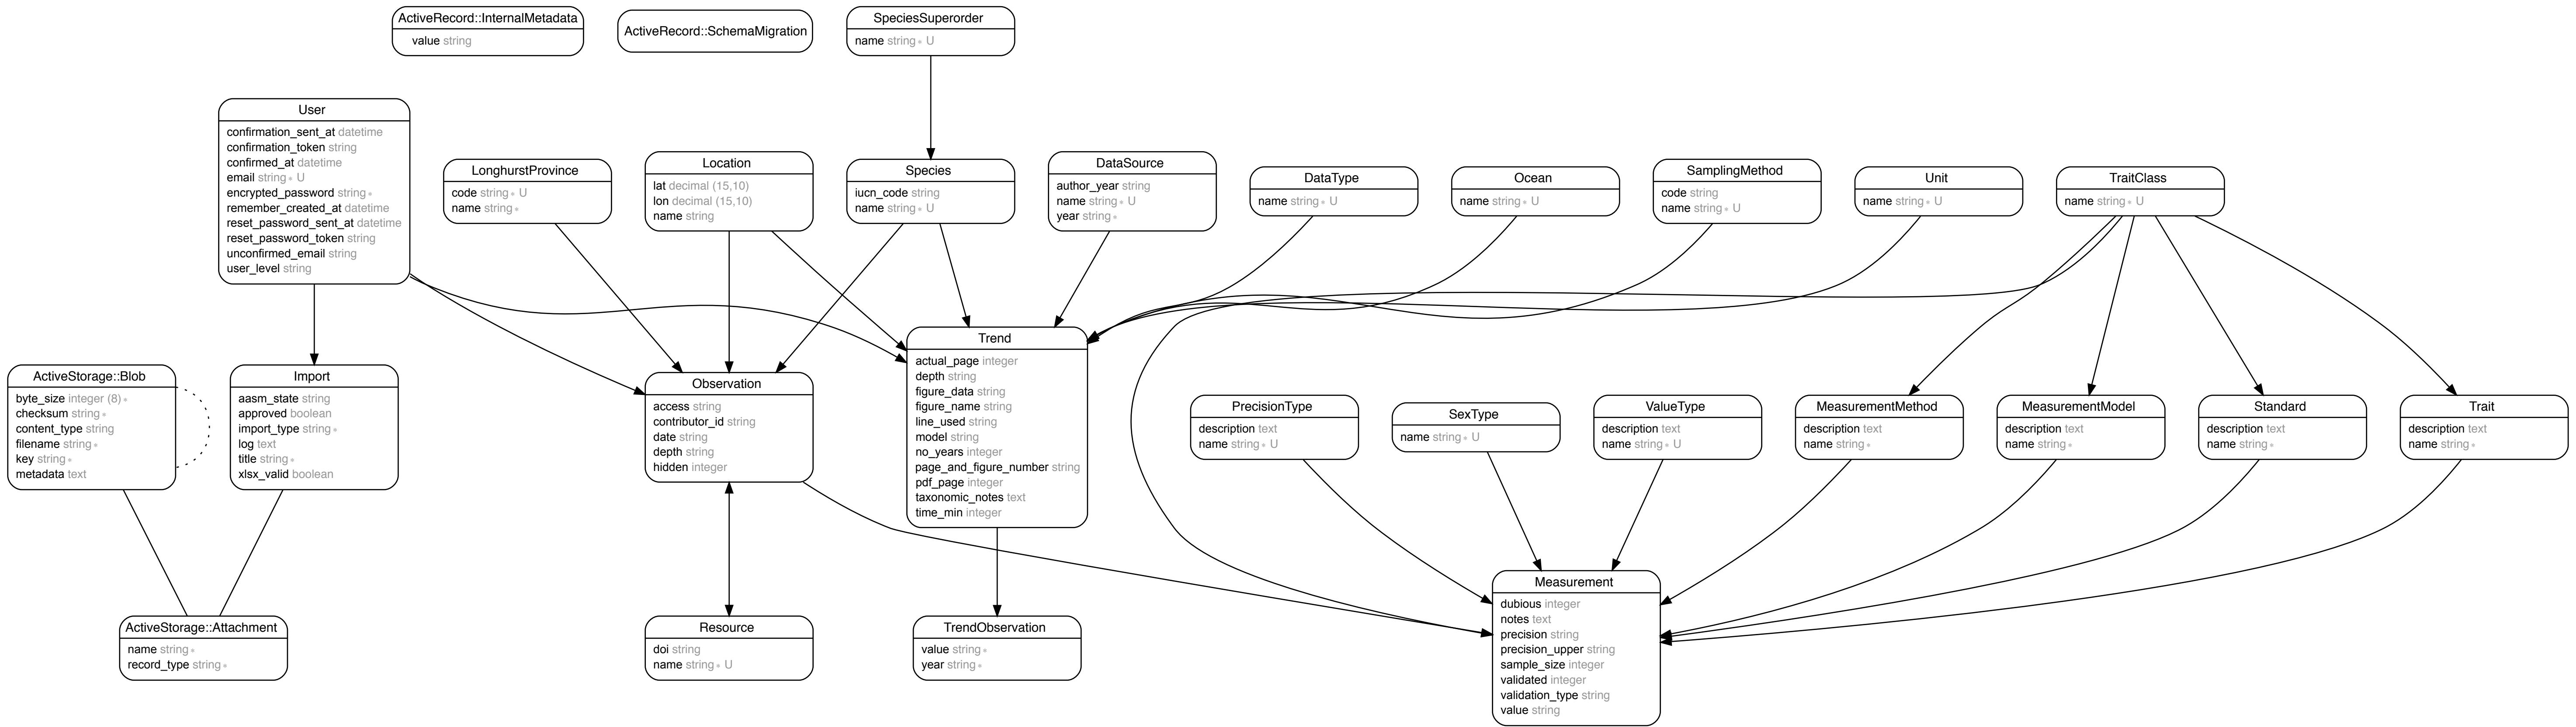 ActiveRecord::InternalMetadata
value string
ActiveRecord::SchemaMigration
SpeciesSuperorder
name string∗ U
User
confirmation_sent_at datetime
confirmation_token string
confirmed_at datetime
email string∗ U
encrypted_password string∗
remember_created_at datetime
reset_password_sent_at datetime
reset_password_token string
unconfirmed_email string
user_level string
LonghurstProvince
code string∗ U
name string∗
Location
lat decimal (15,10)
lon decimal (15,10)
name string
Species
iucn_code string
name string∗ U
DataSource
author_year string
name string∗ U
year string∗
DataType
name string∗ U
Ocean
name string∗ U
SamplingMethod
code string
name string∗ U
Unit
name string∗ U
TraitClass
name string∗ U
ActiveStorage::Blob
byte_size integer (8)∗
checksum string∗
content_type string
filename string∗
key string∗
metadata text
Import
aasm_state string
approved boolean
import_type string∗
log text
title string∗
xlsx_valid boolean
Observation
access string
contributor_id string
date string
depth string
hidden integer
Trend
actual_page integer
depth string
figure_data string
figure_name string
line_used string
model string
no_years integer
page_and_figure_number string
pdf_page integer
taxonomic_notes text
time_min integer
PrecisionType
description text
name string∗ U
SexType
name string∗ U
ValueType
description text
name string∗ U
MeasurementMethod
description text
name string∗
MeasurementModel
description text
name string∗
Standard
description text
name string∗
Trait
description text
name string∗
ActiveStorage::Attachment
name string∗
record_type string∗
Resource
doi string
name string∗ U
TrendObservation
value string∗
year string∗
Measurement
dubious integer
notes text
precision string
precision_upper string
sample_size integer
validated integer
validation_type string
value string